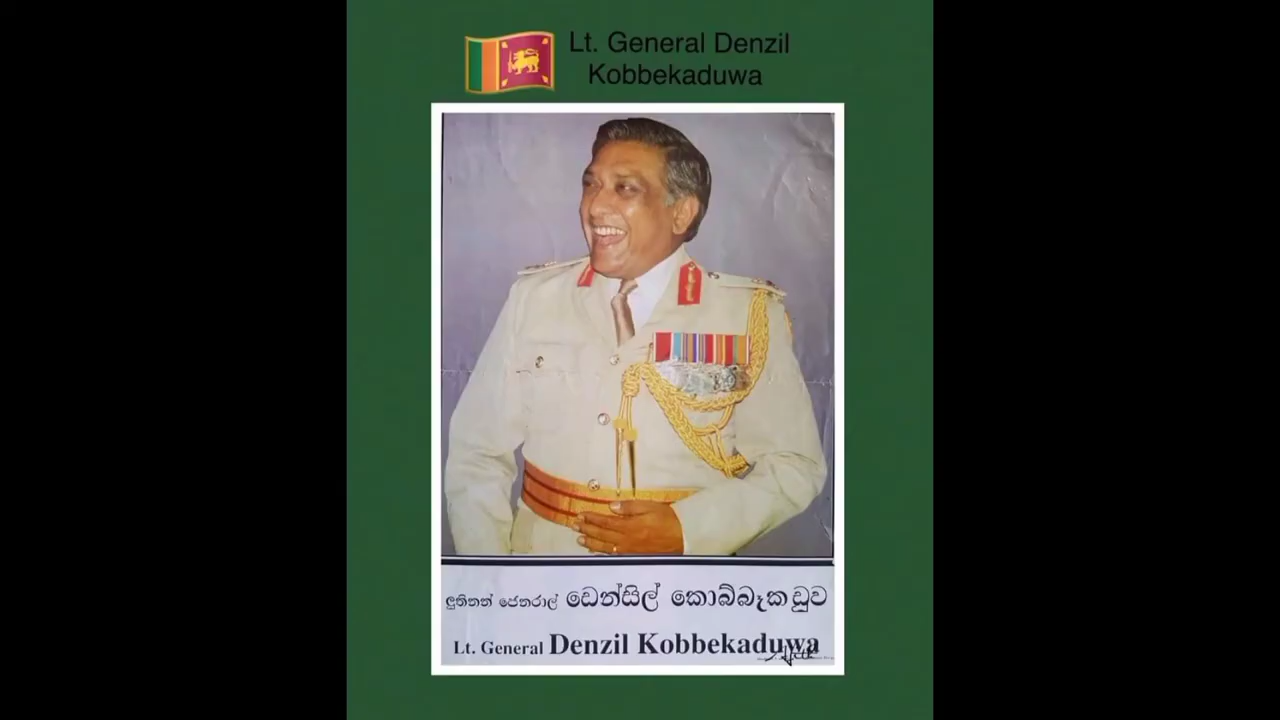 Lt. General Denzil
Kobbekaduwa
ලුතිනන් ජෙනරාල් ඩෙන්සිල් කොබ්බෑකඩුව
Lt. General Denzil Kobbekaduwa